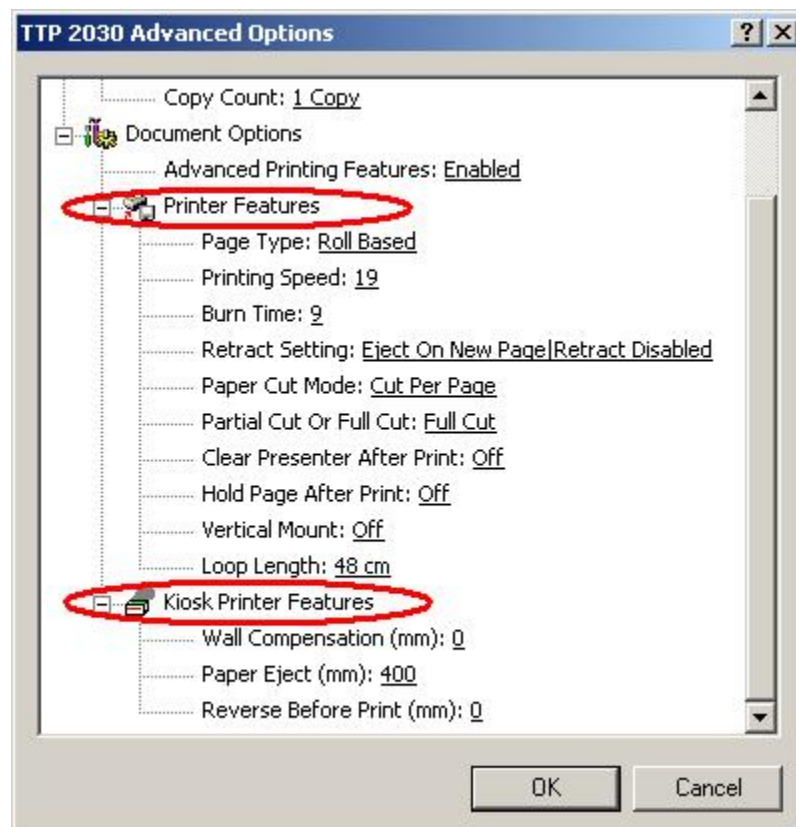 TTP 2030 Advanced Options
Copy Count: 1 Copy
Document Options
Advanced Printing Features: Enabled
Printer Features
Page Type: Roll Based
Printing Speed: 19
Burn Time: 9
Retract Setting: Eject On New Page|Retract Disabled
Paper Cut Mode: Cut Per Page
Partial Cut Or Full Cut: Full Cut
Clear Presenter After Print: Off
Hold Page After Print: Off
Vertical Mount: Off
Loop Length: 48 cm
Kiosk Printer Features
Wall Compensation (mm): 0
Paper Eject (mm): 400
Reverse Before Print (mm): 0
OK Cancel